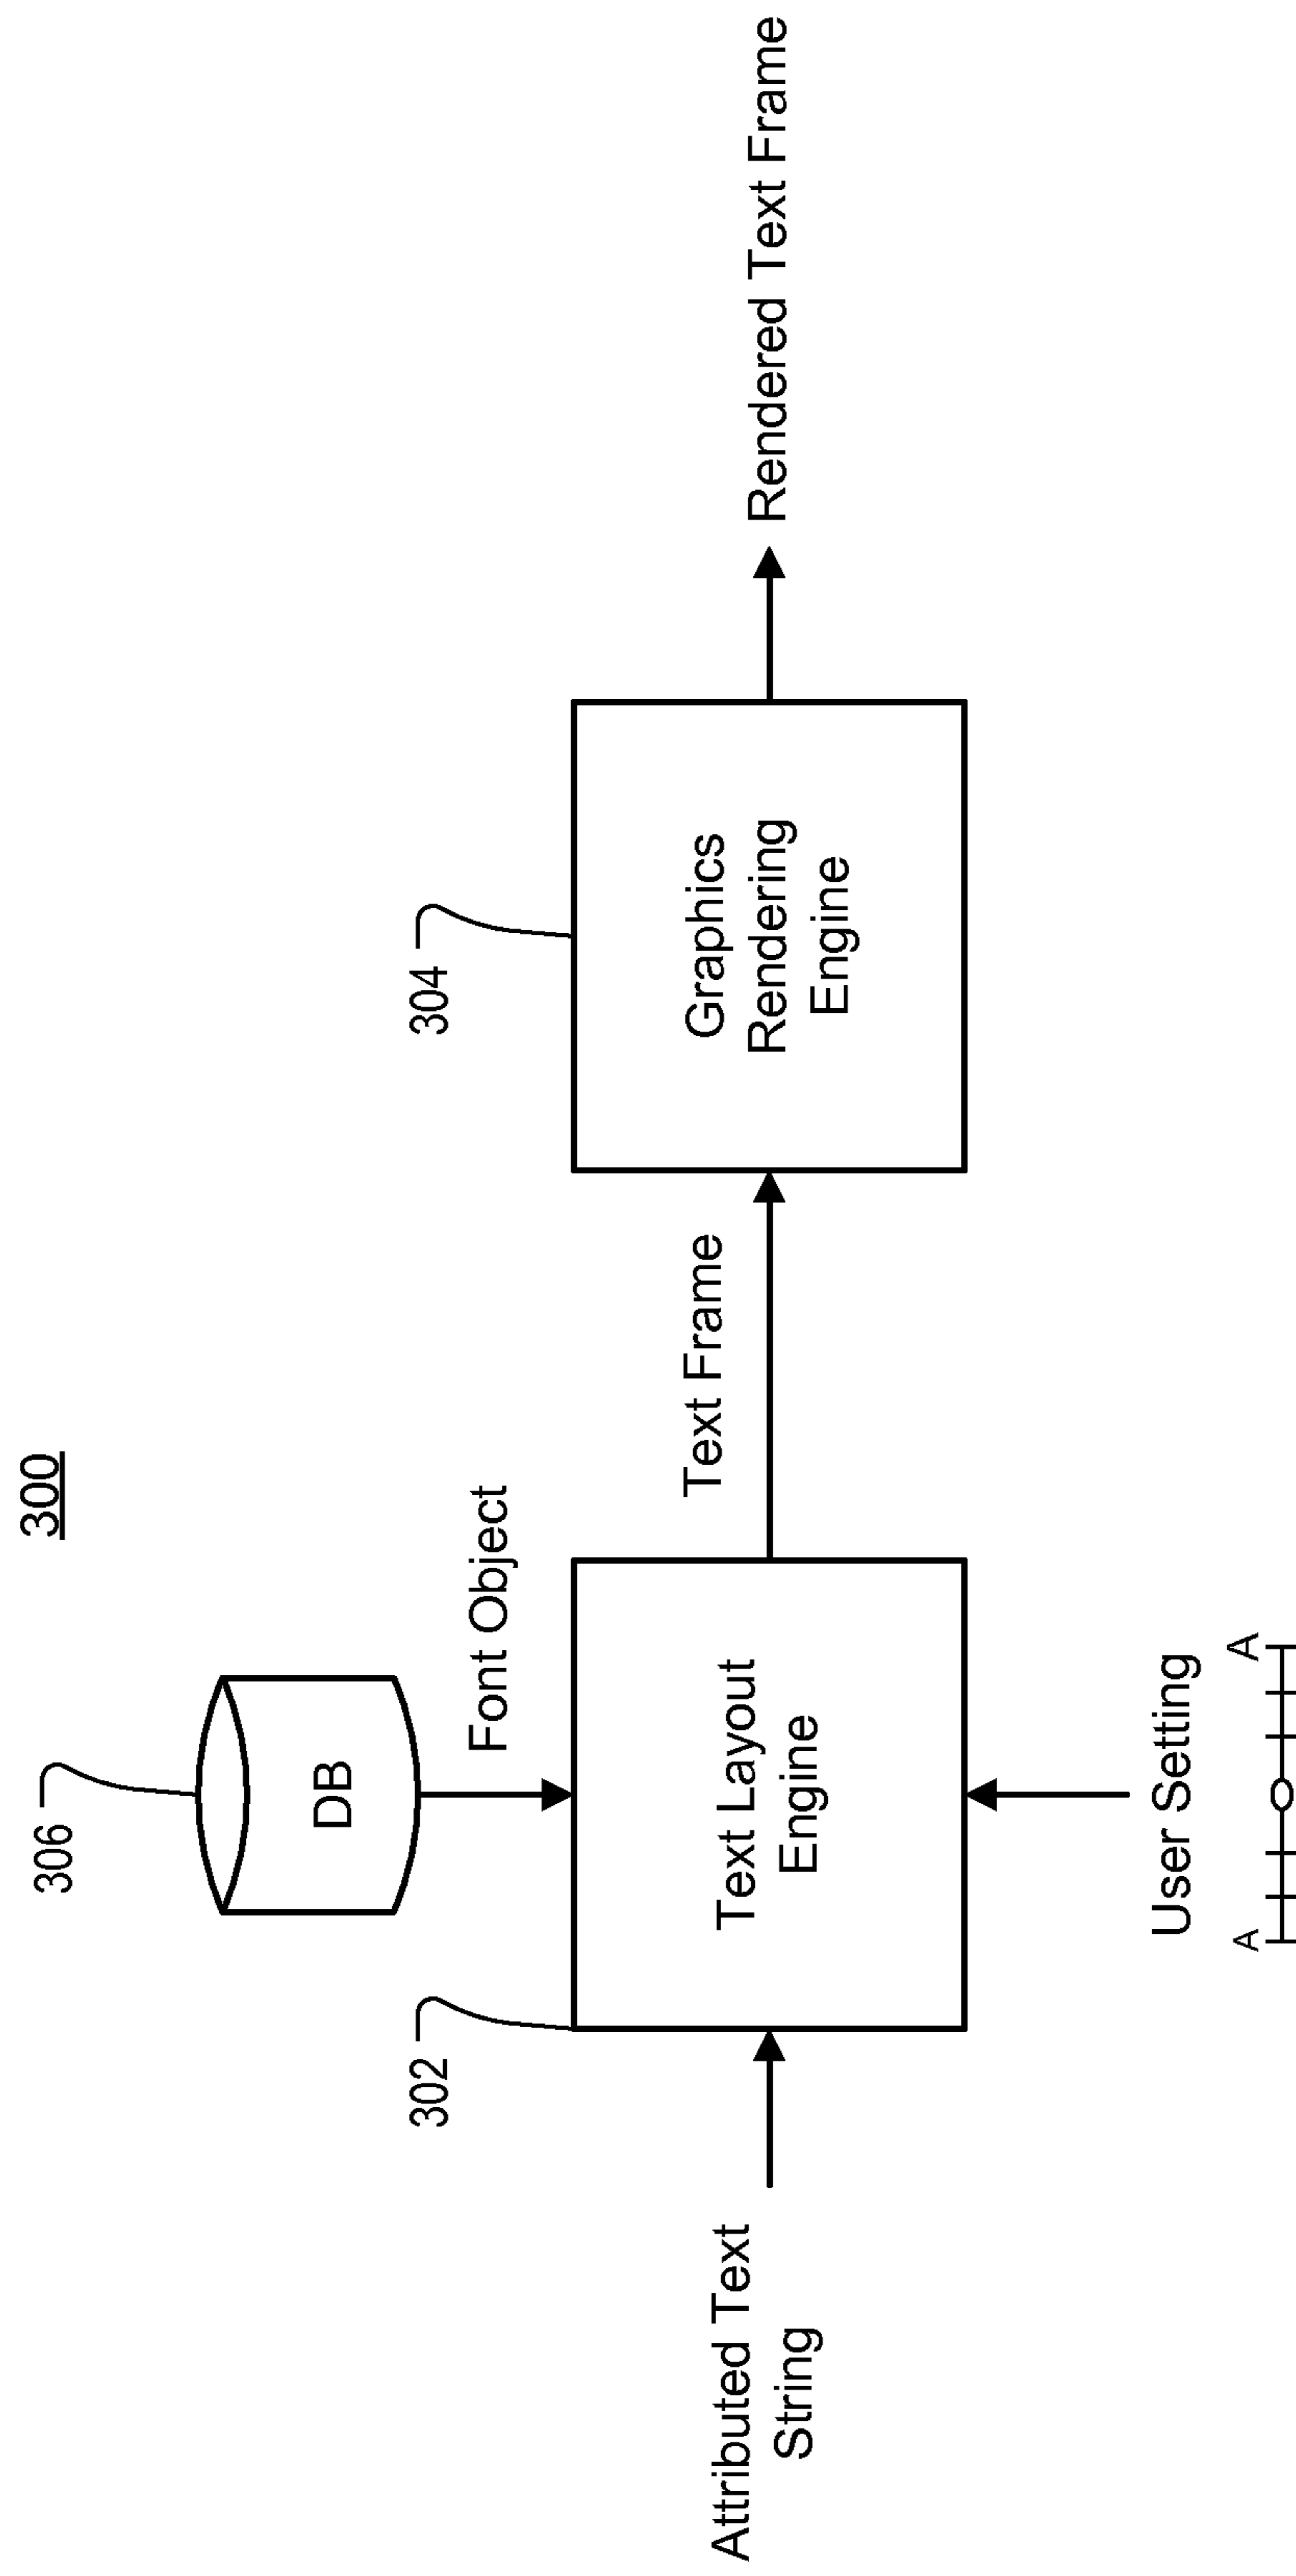 300
306
DB
Font Object
302
304
Attributed Text
String
Text Layout
Engine
Text Frame
Graphics
Rendering
Engine
Rendered Text Frame
User Setting
A
A